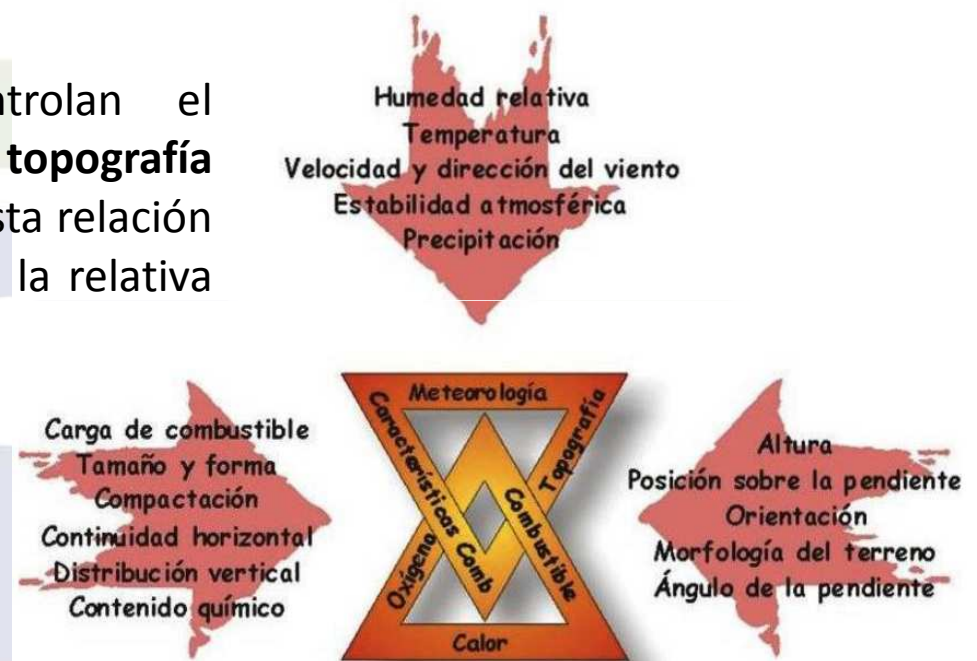 ntrolan el
topografía
sta relación
la relativa
Humedad relativa
Temperatura
Velocidad y dirección del viento
Estabilidad atmosférica
Precipitación
Carga de combustible
Tamaño y forma
Compactación
Continuidad horizontal
Distribución vertical
Contenido químico
Meteorología
Características Comb
Topografía
Oxígeno
Combustible
Calor
Altura
Posición sobre la pendiente
Orientación
Morfología del terreno
Ángulo de la pendiente